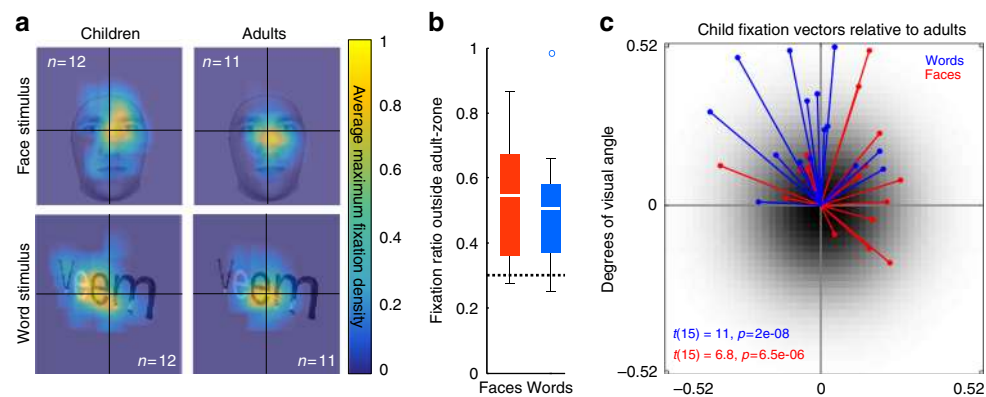 a
Children
Adults
Face stimulus
n=12
n=11
Word stimulus
veem
n=12
veem
n=11
1
0.8
0.6
0.4
0.2
0
Average maximum fixation density
b
Fixation ratio outside adult-zone
1
0.8
0.6
0.4
0.2
0
Faces Words
c
Child fixation vectors relative to adults
Degrees of visual angle
0.52
0
−0.52
Words
Faces
t(15) = 11, p=2e-08
t(15) = 6.8, p=6.5e-06
−0.52
0
0.52